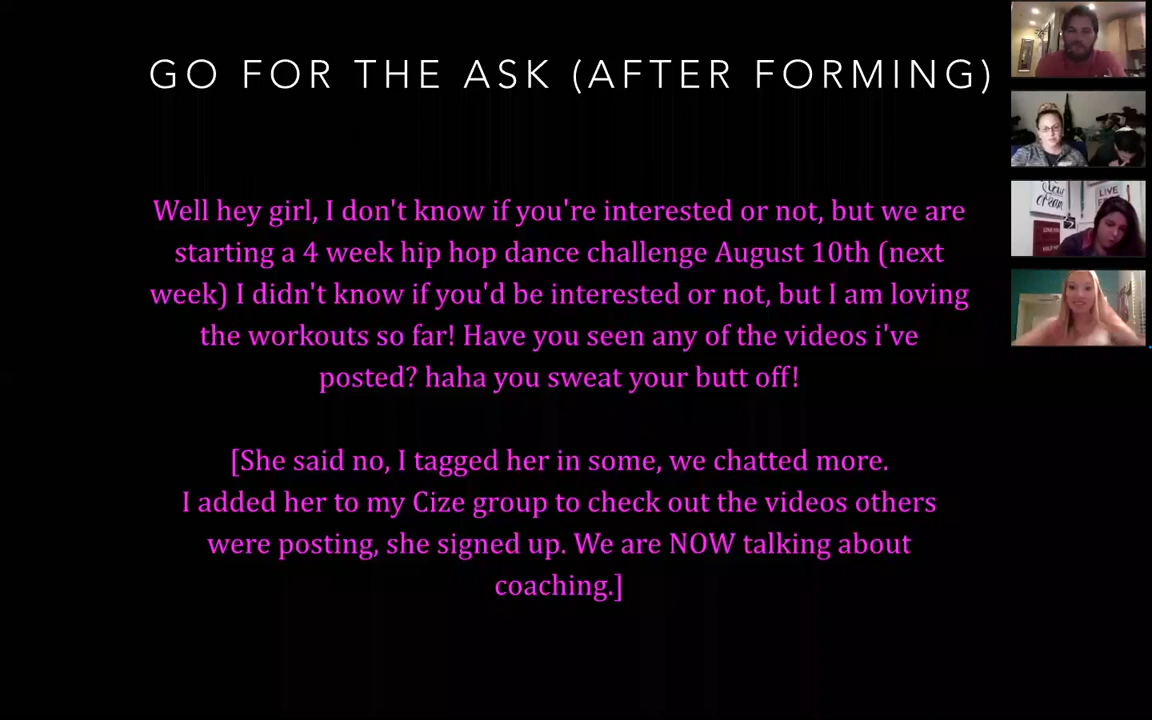 GO FOR THE ASK (AFTER FORMING)
Well hey girl, I don't know if you're interested or not, but we are
starting a 4 week hip hop dance challenge August 10th (next
week) I didn't know if you'd be interested or not, but I am loving
the workouts so far! Have you seen any of the videos i've
posted? haha you sweat your butt off!
[She said no, I tagged her in some, we chatted more.
I added her to my Cize group to check out the videos others
were posting, she signed up. We are NOW talking about
coaching.]
LIVE